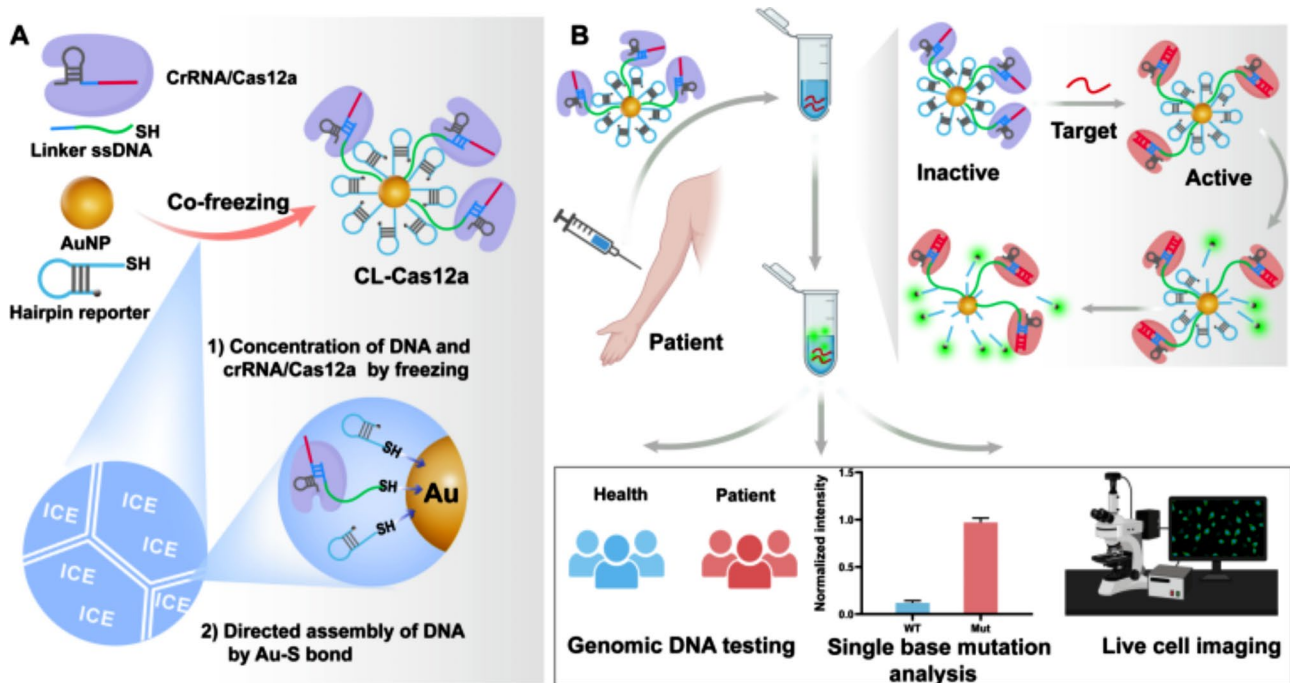 A
CrRNA/Cas12a
SH
Linker ssDNA
AuNP
SH
Hairpin reporter
Co-freezing
CL-Cas12a
1) Concentration of DNA and
crRNA/Cas12a by freezing
ICE
ICE
ICE
ICE
ICE
ICE
SH
SH
SH
Au
2) Directed assembly of DNA
by Au-S bond
B
Patient
Inactive
Target
Active
Health
Patient
Genomic DNA testing
Normalized intensity
1.5
1.0
0.5
0.0
WT
Mut
Single base mutation
analysis
Live cell imaging